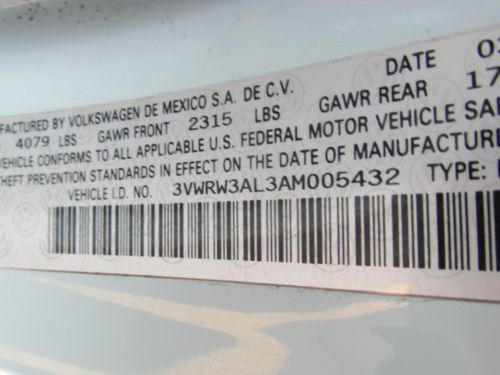 DATE 03
FACTURED BY VOLKSWAGEN DE MEXICO S.A. DE C.V.
4079 LBS GAWR FRONT 2315 LBS GAWR REAR 17
VEHICLE CONFORMS TO ALL APPLICABLE U.S. FEDERAL MOTOR VEHICLE SA
THEFT PREVENTION STANDARDS IN EFFECT ON THE DATE OF MANUFACT
VEHICLE I.D. NO. 3VWRW3AL3AM005432 TYPE: